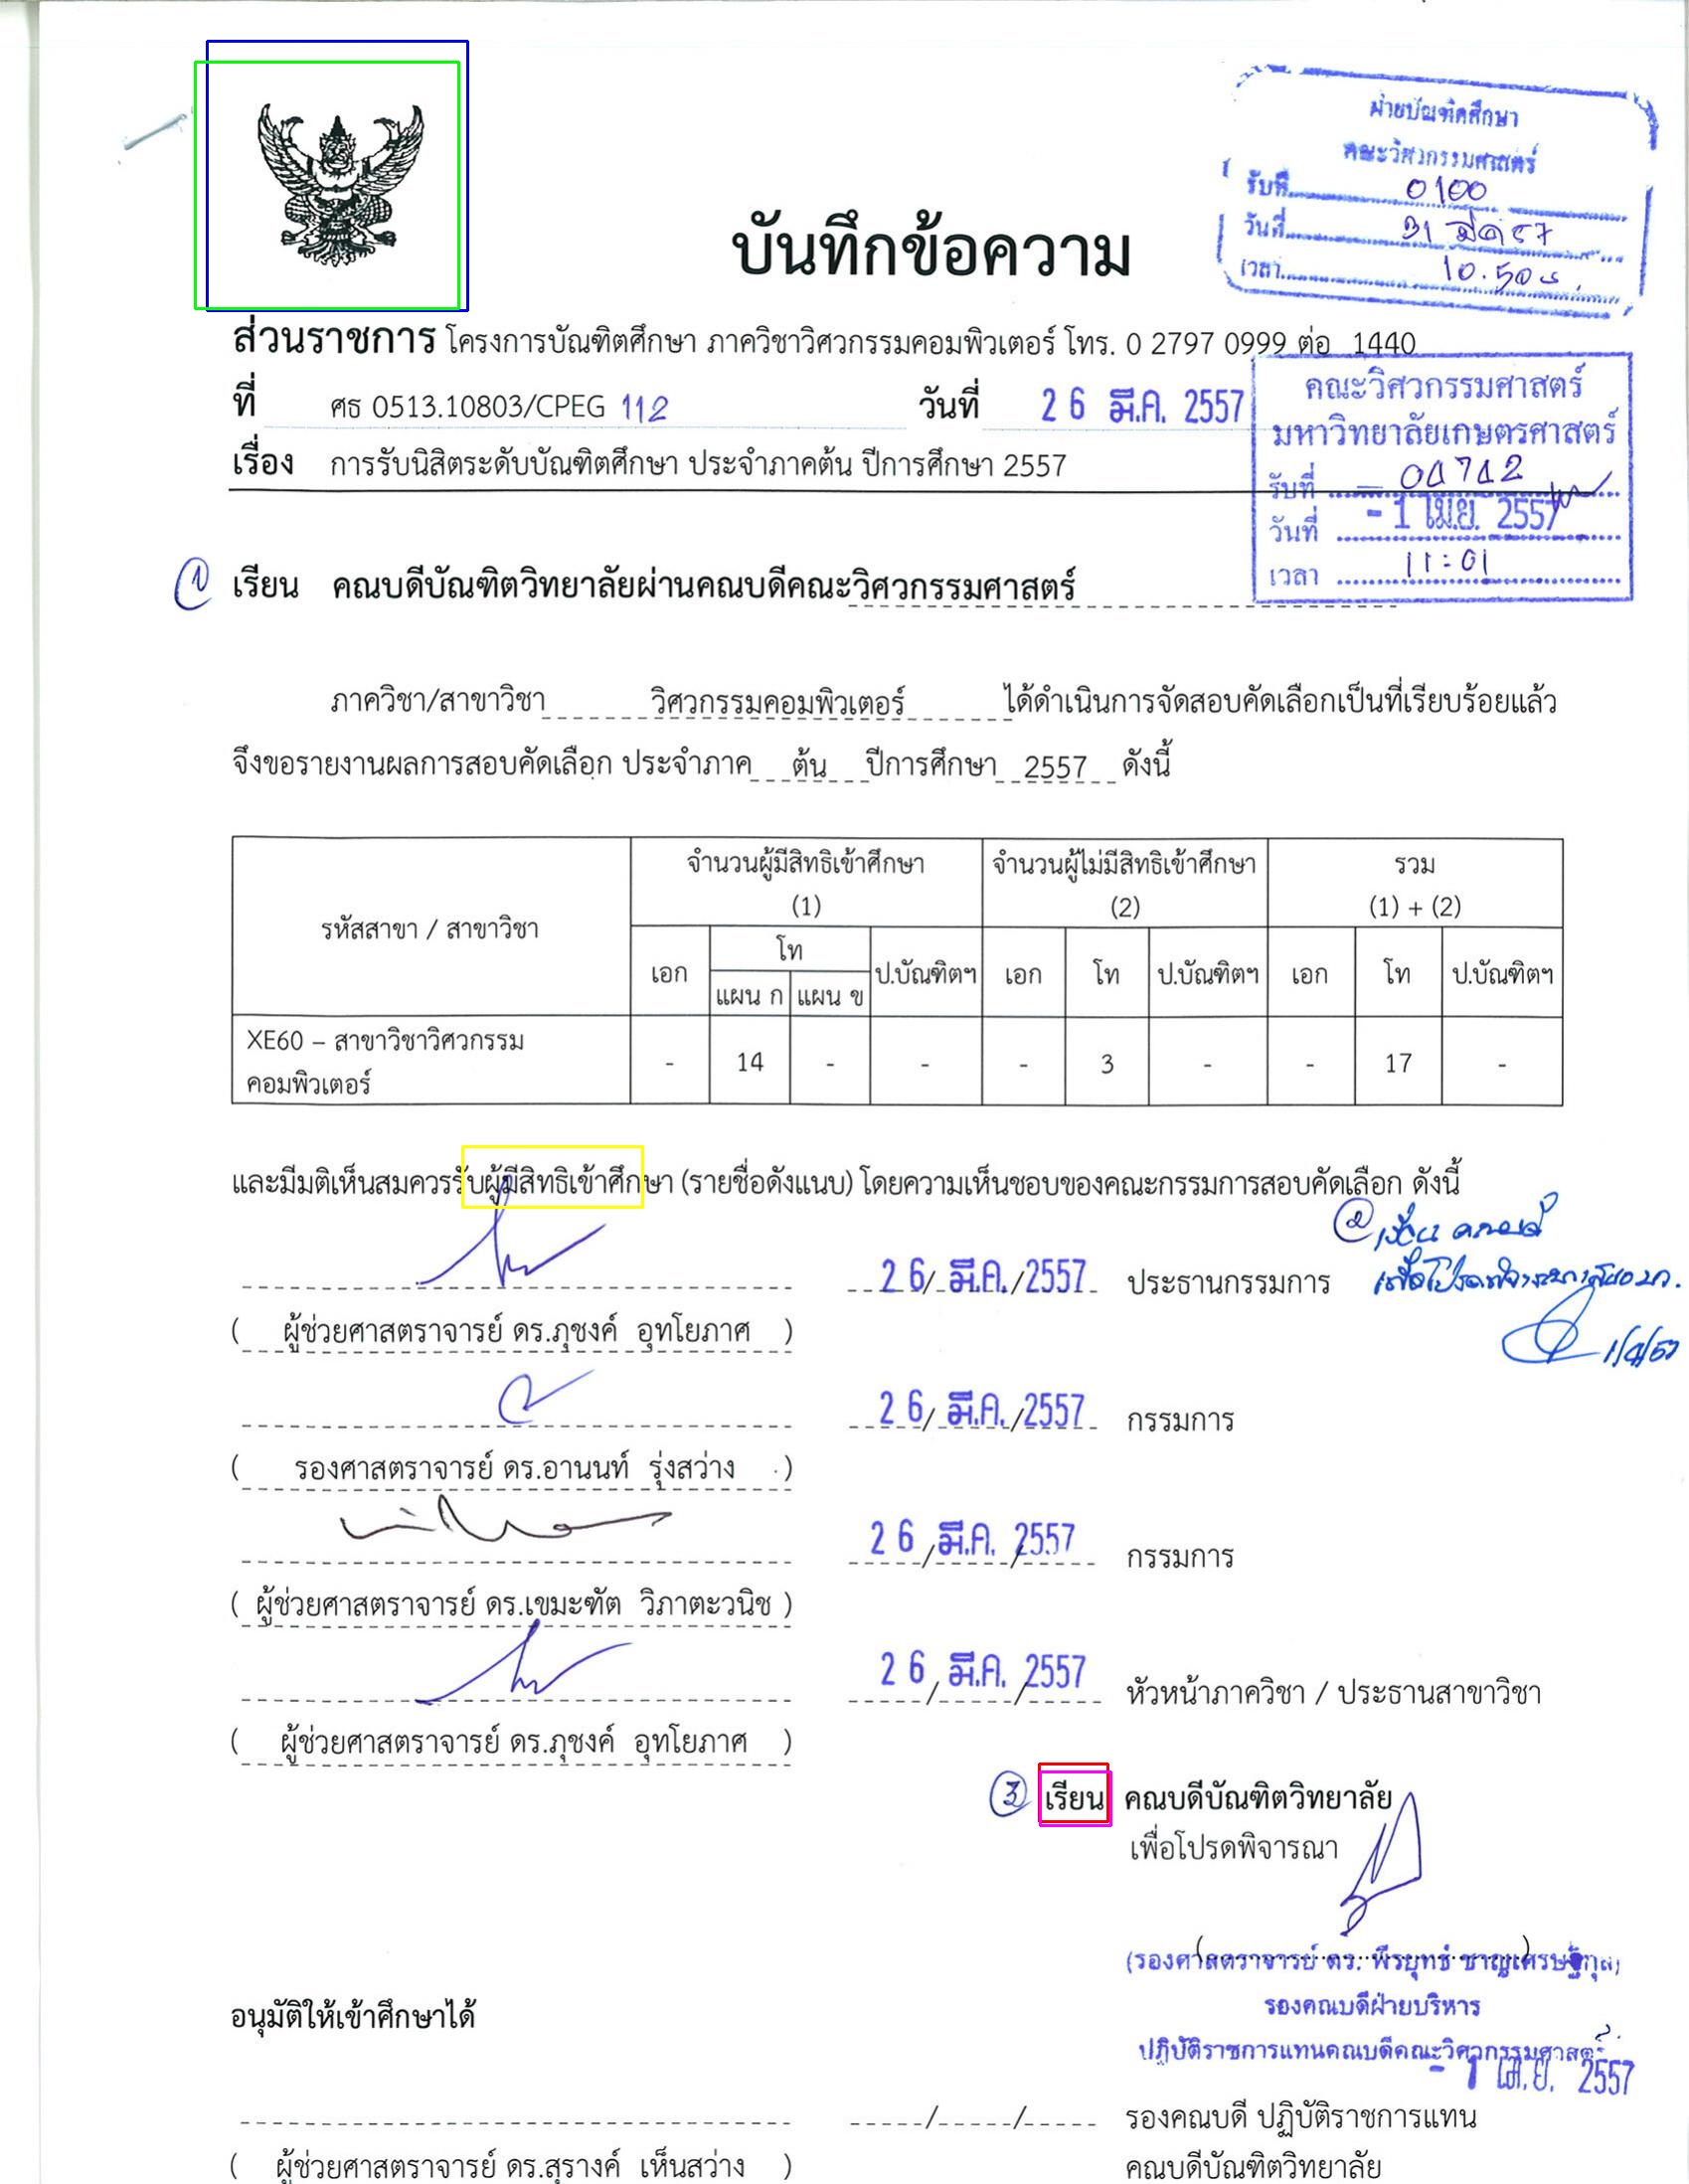 ฝ่ายบัณฑิตศึกษา
คณะวิศวกรรมศาสตร์
รับที่ 0100
วันที่ 31 มีค 57
เวลา 10.50 น
บันทึกข้อความ
ส่วนราชการ โครงการบัณฑิตศึกษา ภาควิชาวิศวกรรมคอมพิวเตอร์ โทร. 0 2797 0999 ต่อ 1440
ที่ ศธ 0513.10803/CPEG 112 วันที่ 26 มี.ค. 2557
เรื่อง การรับนิสิตระดับบัณฑิตศึกษา ประจำภาคต้น ปีการศึกษา 2557
คณะวิศวกรรมศาสตร์
มหาวิทยาลัยเกษตรศาสตร์
รับที่ 04742
วันที่ - 1 เม.ย. 2557
เวลา 11:01
1 เรียน คณบดีบัณฑิตวิทยาลัยผ่านคณบดีคณะวิศวกรรมศาสตร์
ภาควิชา/สาขาวิชา วิศวกรรมคอมพิวเตอร์ ได้ดำเนินการจัดสอบคัดเลือกเป็นที่เรียบร้อยแล้ว
จึงขอรายงานผลการสอบคัดเลือก ประจำภาค ต้น ปีการศึกษา 2557 ดังนี้
รหัสสาขา / สาขาวิชา จำนวนผู้มีสิทธิเข้าศึกษา (1) จำนวนผู้ไม่มีสิทธิเข้าศึกษา (2) รวม (1) + (2)
เอก โท ป.บัณฑิตฯ เอก โท ป.บัณฑิตฯ เอก โท ป.บัณฑิตฯ
แผน ก แผน ข
XE60 – สาขาวิชาวิศวกรรม
คอมพิวเตอร์ - 14 - - - 3 - - 17 -
และมีมติเห็นสมควรรับผู้มีสิทธิเข้าศึกษา (รายชื่อดังแนบ) โดยความเห็นชอบของคณะกรรมการสอบคัดเลือก ดังนี้
2 เรียน คณบดี
เพื่อโปรดพิจารณาลงนาม.
1/4/57
26/ มี.ค./2557 ประธานกรรมการ
( ผู้ช่วยศาสตราจารย์ ดร.ภุชงค์ อุทโยภาศ )
26/ มี.ค./2557 กรรมการ
( รองศาสตราจารย์ ดร.อานนท์ รุ่งสว่าง )
26 / มี.ค. /2557 กรรมการ
( ผู้ช่วยศาสตราจารย์ ดร.เขมะฑัต วิภาตะวนิช )
26 / มี.ค. /2557 หัวหน้าภาควิชา / ประธานสาขาวิชา
( ผู้ช่วยศาสตราจารย์ ดร.ภุชงค์ อุทโยภาศ )
3 เรียน คณบดีบัณฑิตวิทยาลัย
เพื่อโปรดพิจารณา
(รองศาสตราจารย์ ดร. พีรยุทธ์ ชาญเศรษฐิกุล)
รองคณบดีฝ่ายบริหาร
ปฏิบัติราชการแทนคณบดีคณะวิศวกรรมศาสตร์
- 1 เม.ย. 2557
อนุมัติให้เข้าศึกษาได้
/ / รองคณบดี ปฏิบัติราชการแทน
( ผู้ช่วยศาสตราจารย์ ดร.สุรางค์ เห็นสว่าง ) คณบดีบัณฑิตวิทยาลัย